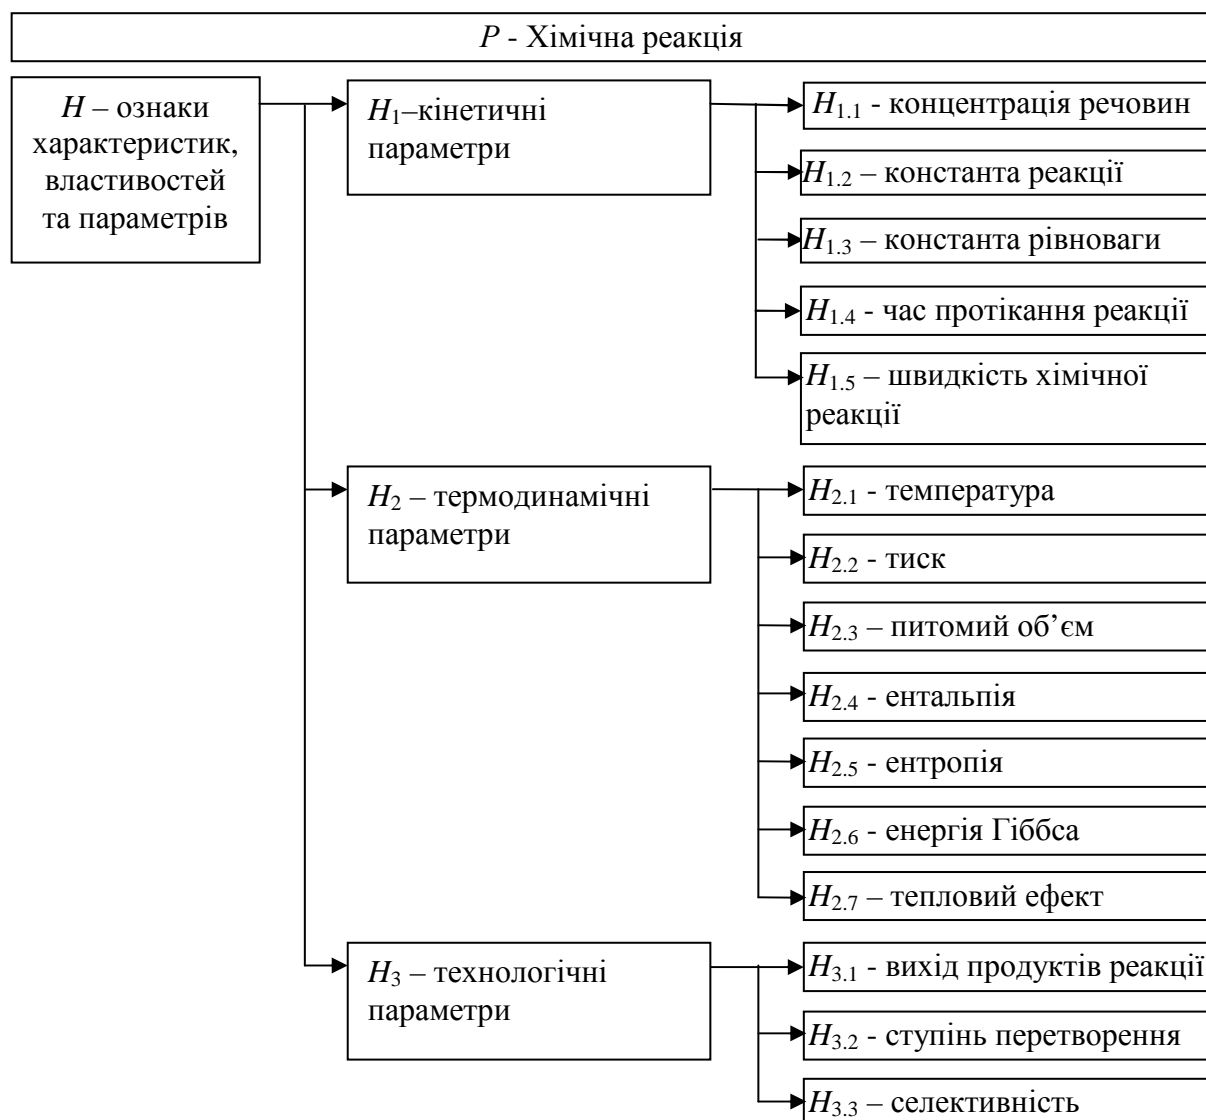 P - Хімічна реакція
H – ознаки
характеристик,
властивостей
та параметрів
H1–кінетичні
параметри
H1.1 - концентрація речовин
H1.2 – константа реакції
H1.3 – константа рівноваги
H1.4 - час протікання реакції
H1.5 – швидкість хімічної
реакції
H2 – термодинамічні
параметри
H2.1 - температура
H2.2 - тиск
H2.3 – питомий об’єм
H2.4 - ентальпія
H2.5 - ентропія
H2.6 - енергія Гіббса
H2.7 – тепловий ефект
H3 – технологічні
параметри
H3.1 - вихід продуктів реакції
H3.2 - ступінь перетворення
H3.3 - селективність